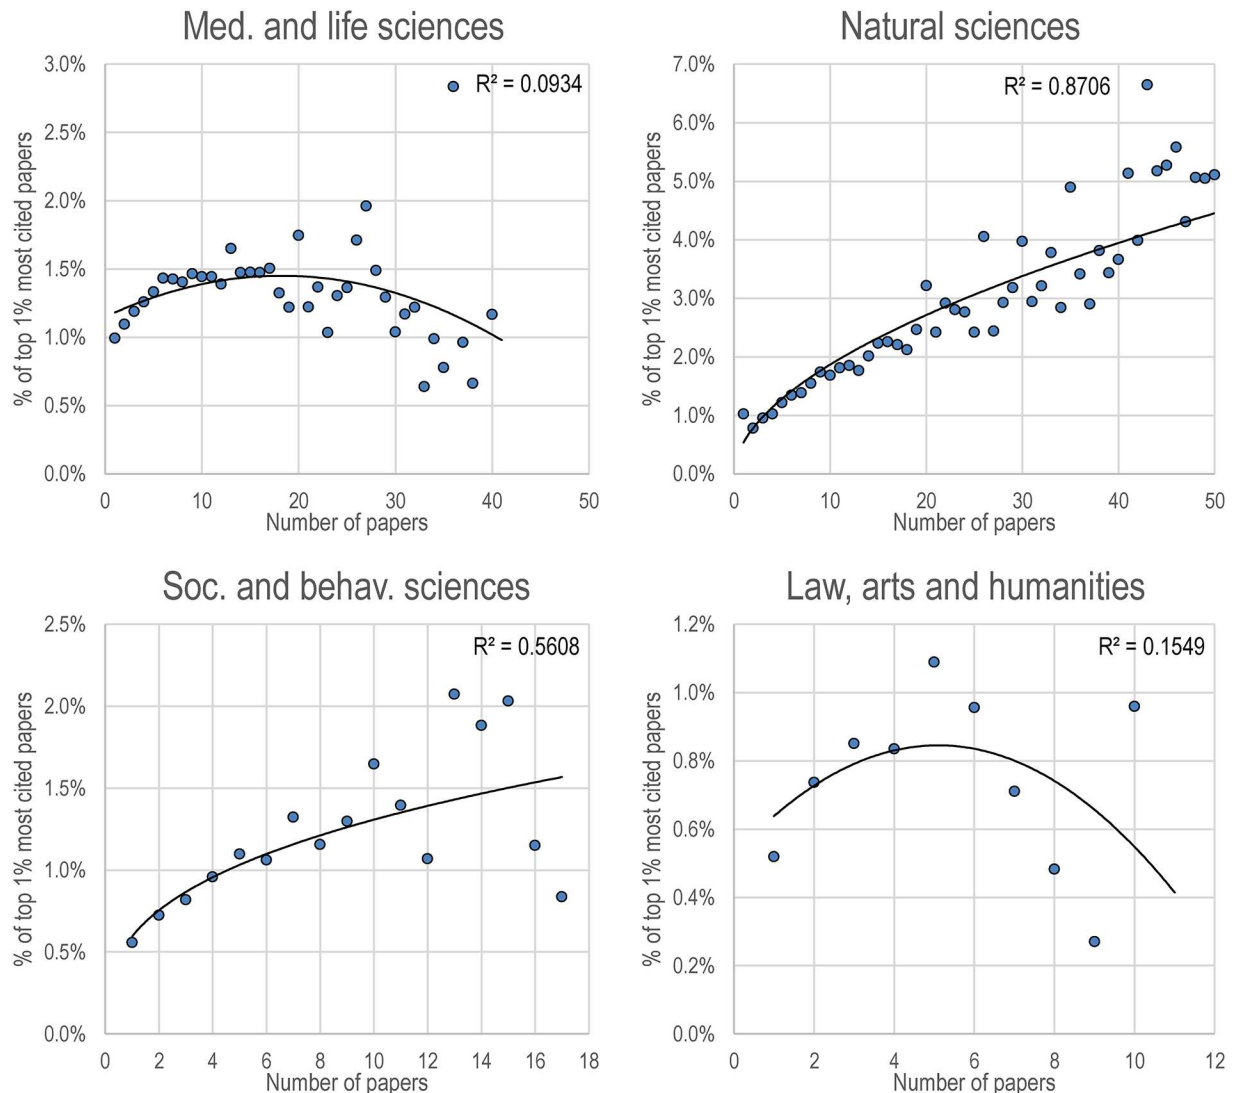 Med. and life sciences
3.0%
2.5%
2.0%
1.5%
1.0%
0.5%
0.0%
% of top 1% most cited papers
R² = 0.0934
0 10 20 30 40 50
Number of papers
Natural sciences
7.0%
6.0%
5.0%
4.0%
3.0%
2.0%
1.0%
0.0%
% of top 1% most cited papers
R² = 0.8706
0 10 20 30 40 50
Number of papers
Soc. and behav. sciences
2.5%
2.0%
1.5%
1.0%
0.5%
0.0%
% of top 1% most cited papers
R² = 0.5608
0 2 4 6 8 10 12 14 16 18
Number of papers
Law, arts and humanities
1.2%
1.0%
0.8%
0.6%
0.4%
0.2%
0.0%
% of top 1% most cited papers
R² = 0.1549
0 2 4 6 8 10 12
Number of papers